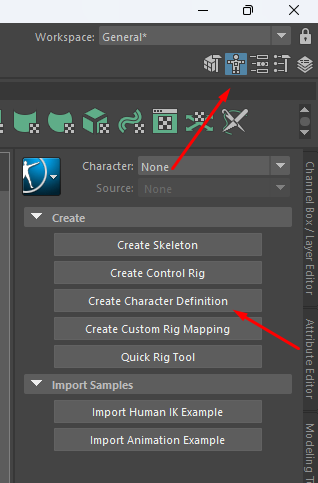 Workspace: General*
Character: None
Source: None
Create
Create Skeleton
Create Control Rig
Create Character Definition
Create Custom Rig Mapping
Quick Rig Tool
Import Samples
Import Human IK Example
Import Animation Example
Channel Box / Layer Editor
Attribute Editor
Modeling